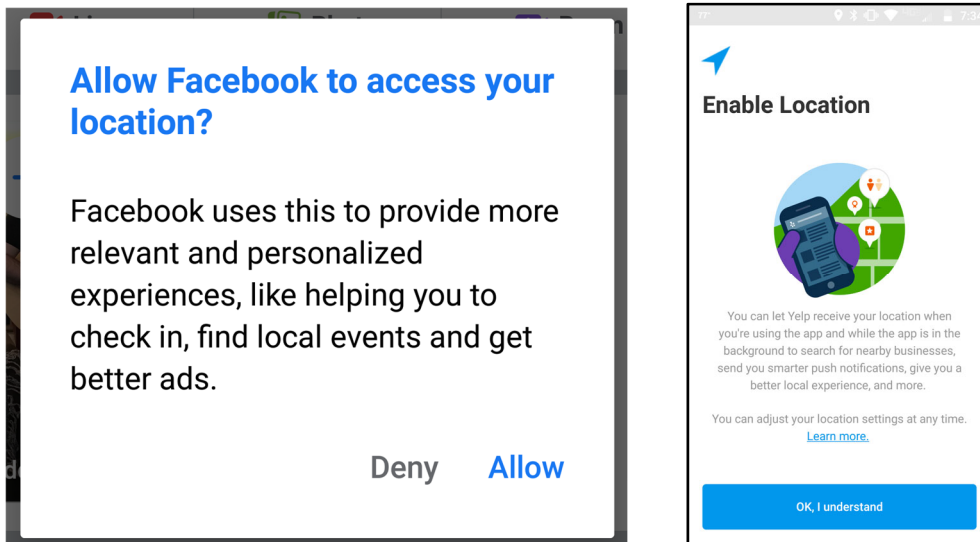 Allow Facebook to access your
location?
Facebook uses this to provide more
relevant and personalized
experiences, like helping you to
check in, find local events and get
better ads.
Deny Allow
77°
7:34
Enable Location
You can let Yelp receive your location when
you're using the app and while the app is in the
background to search for nearby businesses,
send you smarter push notifications, give you a
better local experience, and more.
You can adjust your location settings at any time.
Learn more.
OK, I understand